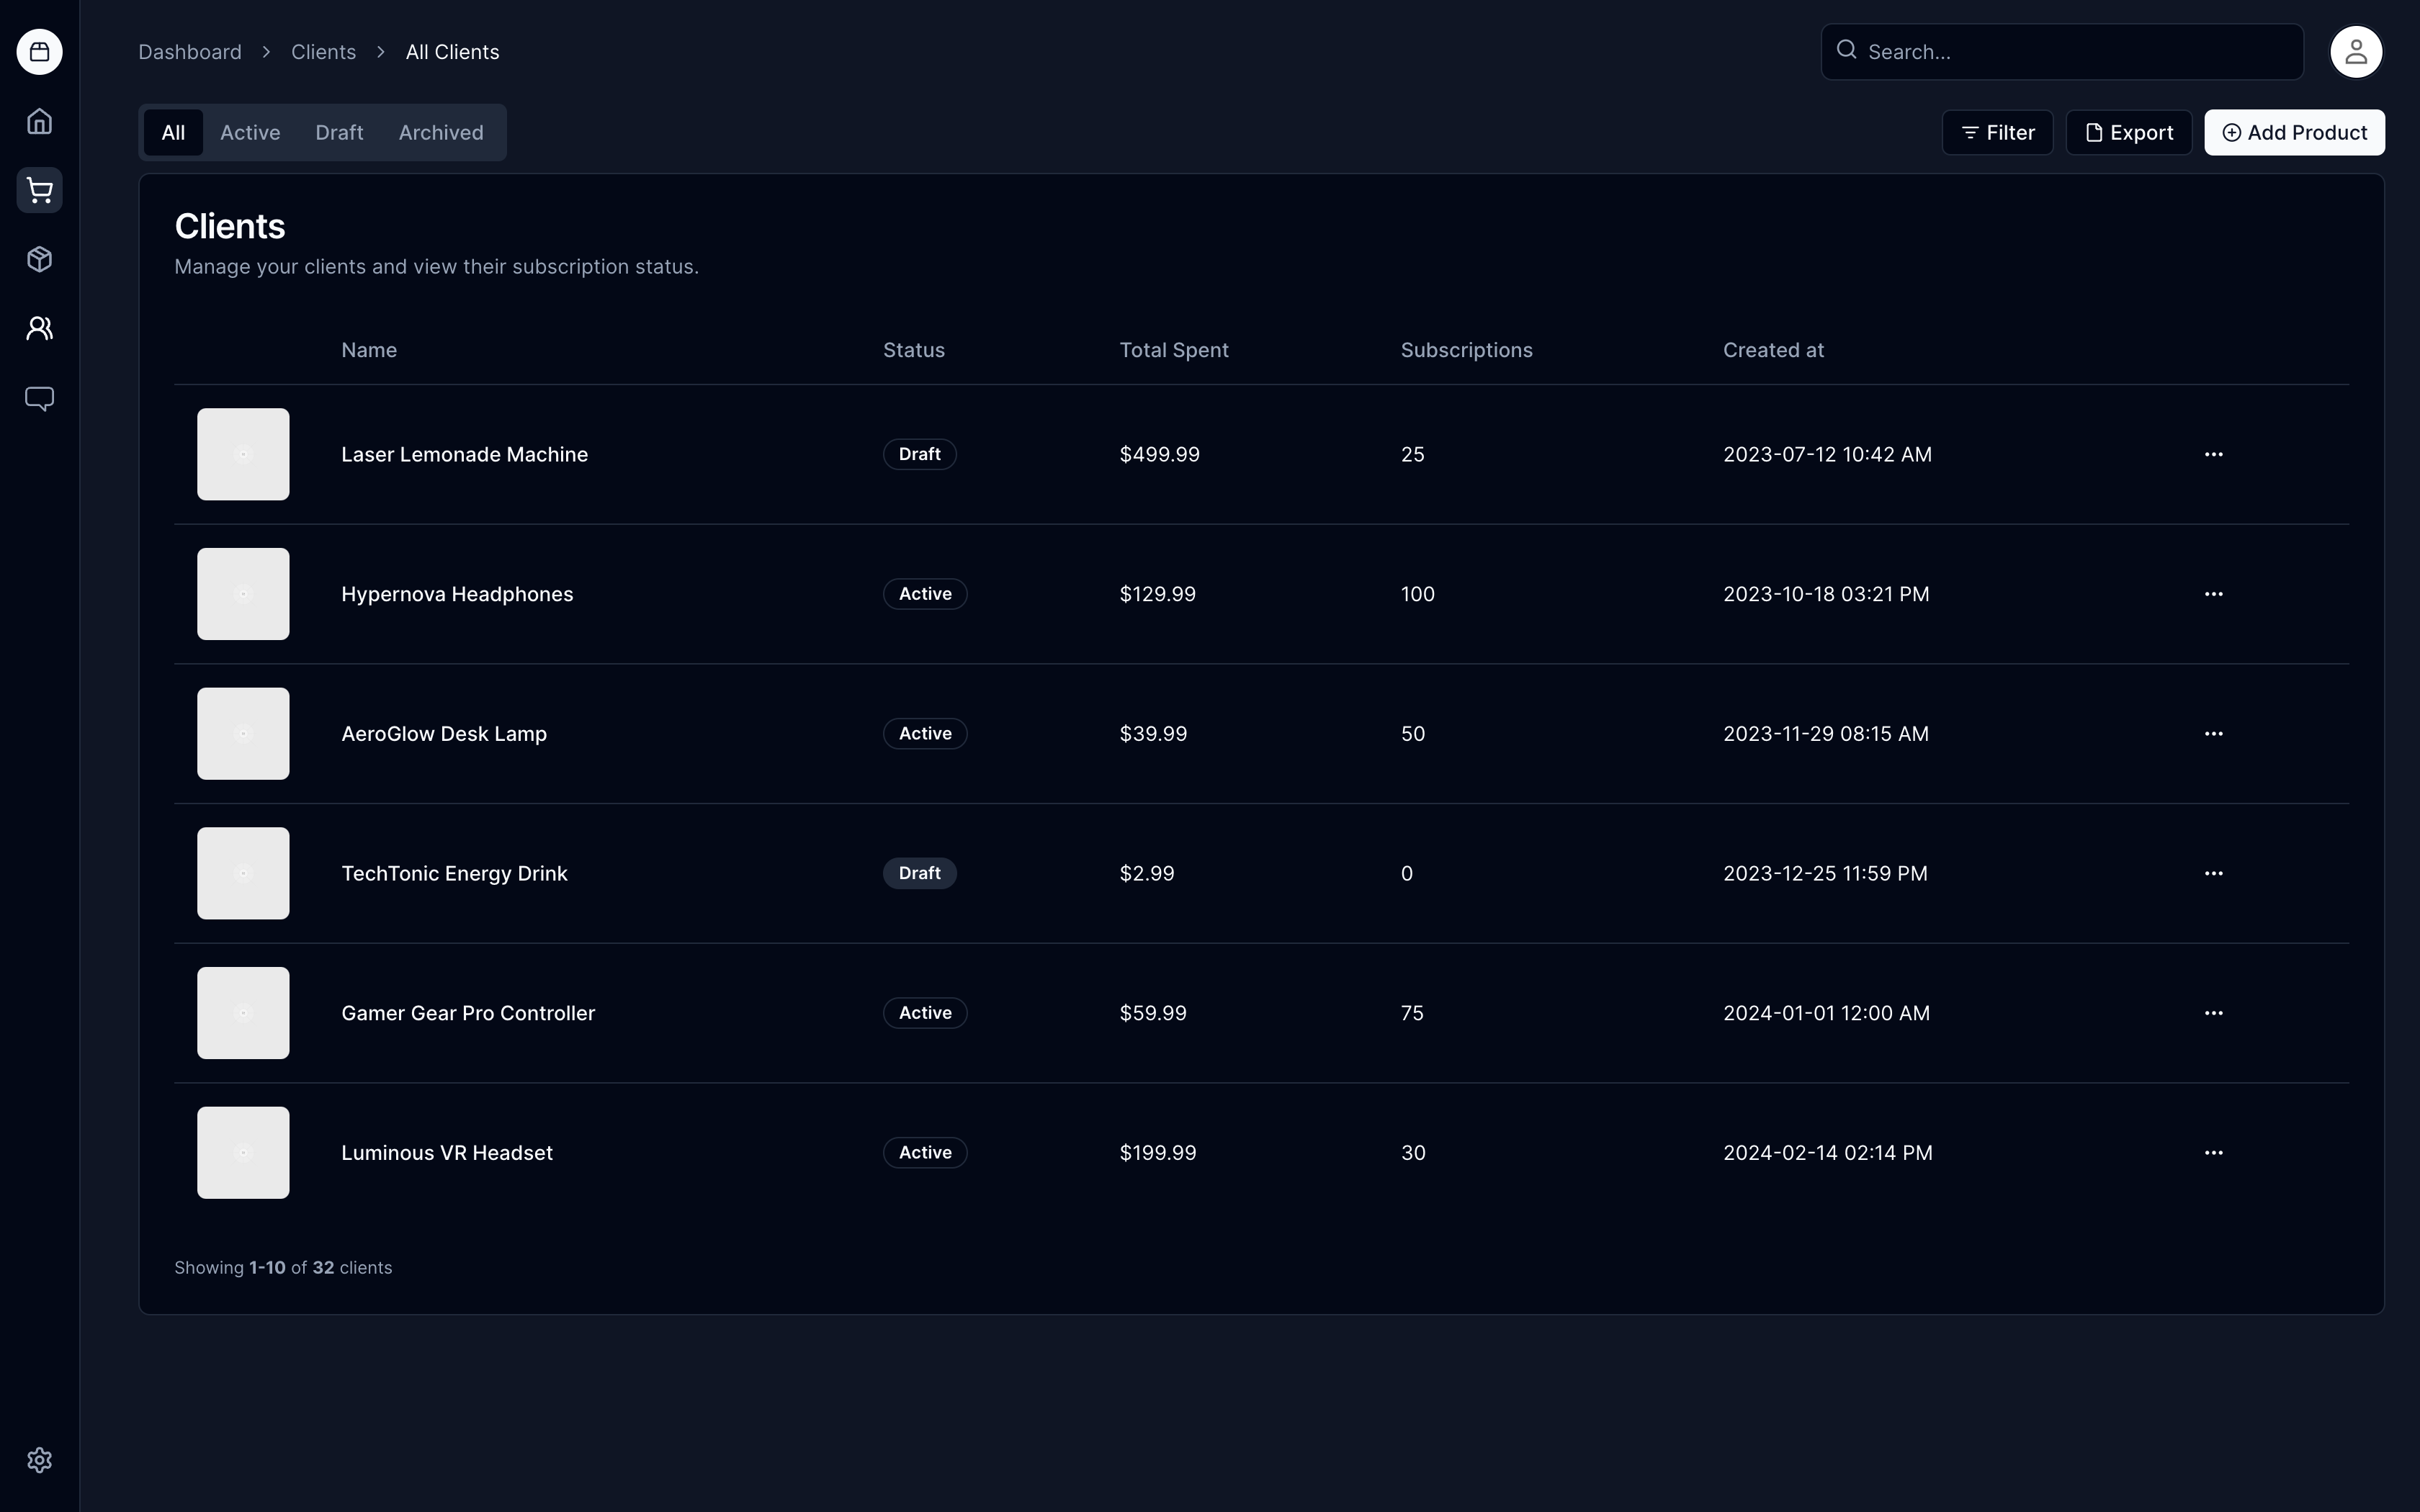 Dashboard > Clients > All Clients
Search...
All Active Draft Archived
Filter Export Add Product
Clients
Manage your clients and view their subscription status.
Name Status Total Spent Subscriptions Created at
Laser Lemonade Machine Draft $499.99 25 2023-07-12 10:42 AM
Hypernova Headphones Active $129.99 100 2023-10-18 03:21 PM
AeroGlow Desk Lamp Active $39.99 50 2023-11-29 08:15 AM
TechTonic Energy Drink Draft $2.99 0 2023-12-25 11:59 PM
Gamer Gear Pro Controller Active $59.99 75 2024-01-01 12:00 AM
Luminous VR Headset Active $199.99 30 2024-02-14 02:14 PM
Showing 1-10 of 32 clients